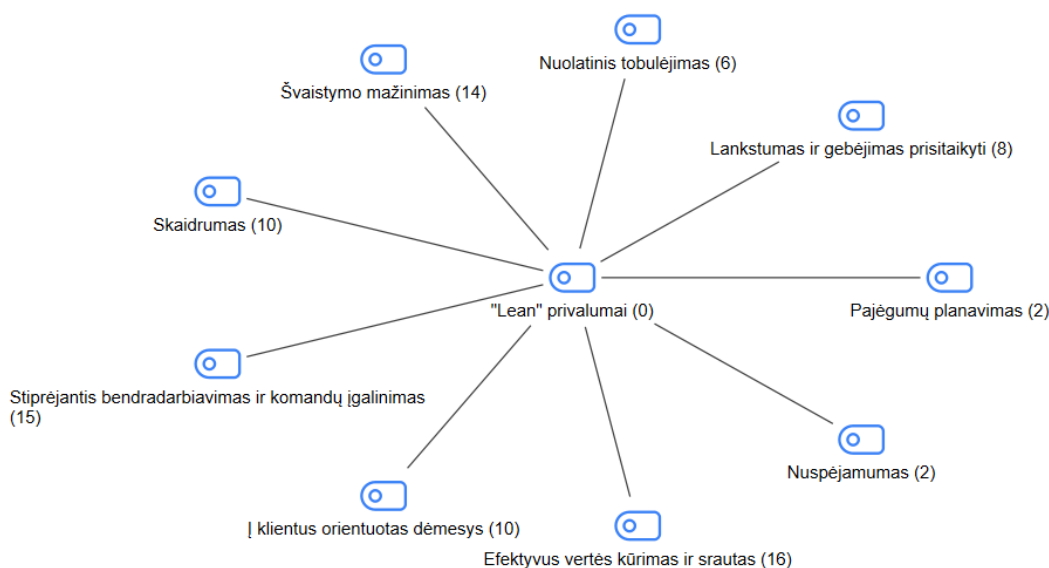 Nuolatinis tobulėjimas (6)
Švaistymo mažinimas (14)
Lankstumas ir gebėjimas prisitaikyti (8)
Skaidrumas (10)
"Lean" privalumai (0)
Pajėgumų planavimas (2)
Stiprėjantis bendradarbiavimas ir komandų įgalinimas
(15)
Nuspėjamumas (2)
Į klientus orientuotas dėmesys (10)
Efektyvus vertės kūrimas ir srautas (16)